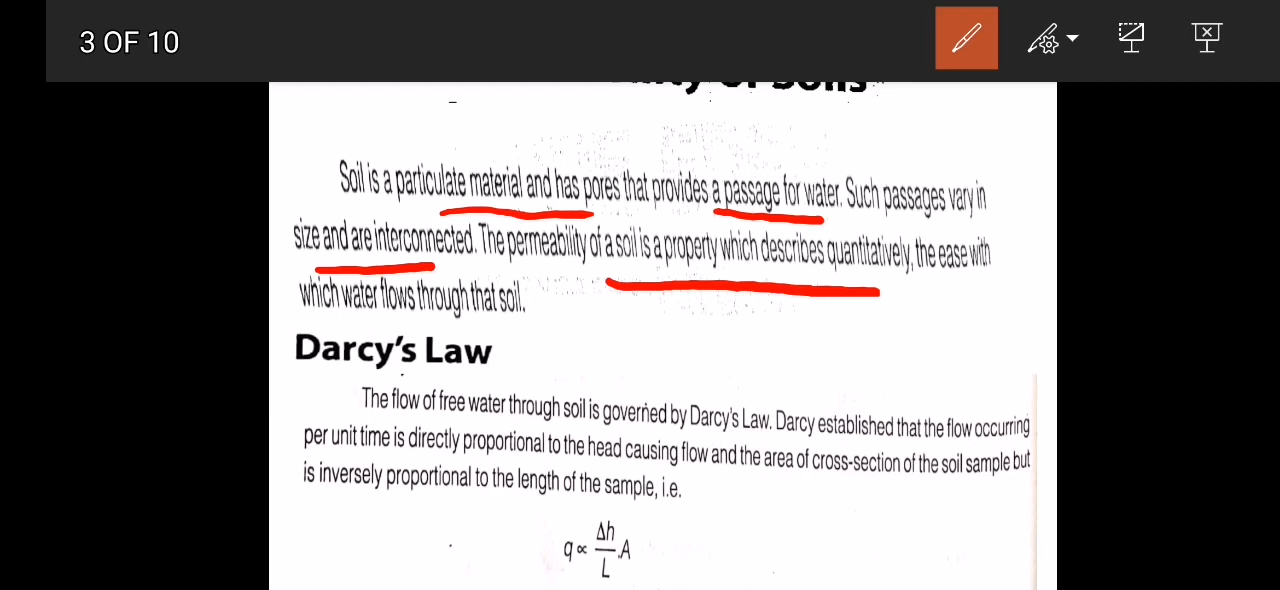 3 OF 10
of Soils
Soil is a particulate material and has pores that provides a passage for water. Such passages vary in
size and are interconnected. The permeability of a soil is a property which describes quantitatively, the ease with
which water flows through that soil.
Darcy's Law
The flow of free water through soil is governed by Darcy's Law. Darcy established that the flow occurring
per unit time is directly proportional to the head causing flow and the area of cross-section of the soil sample but
is inversely proportional to the length of the sample, i.e.
q ∝ Δh/L .A